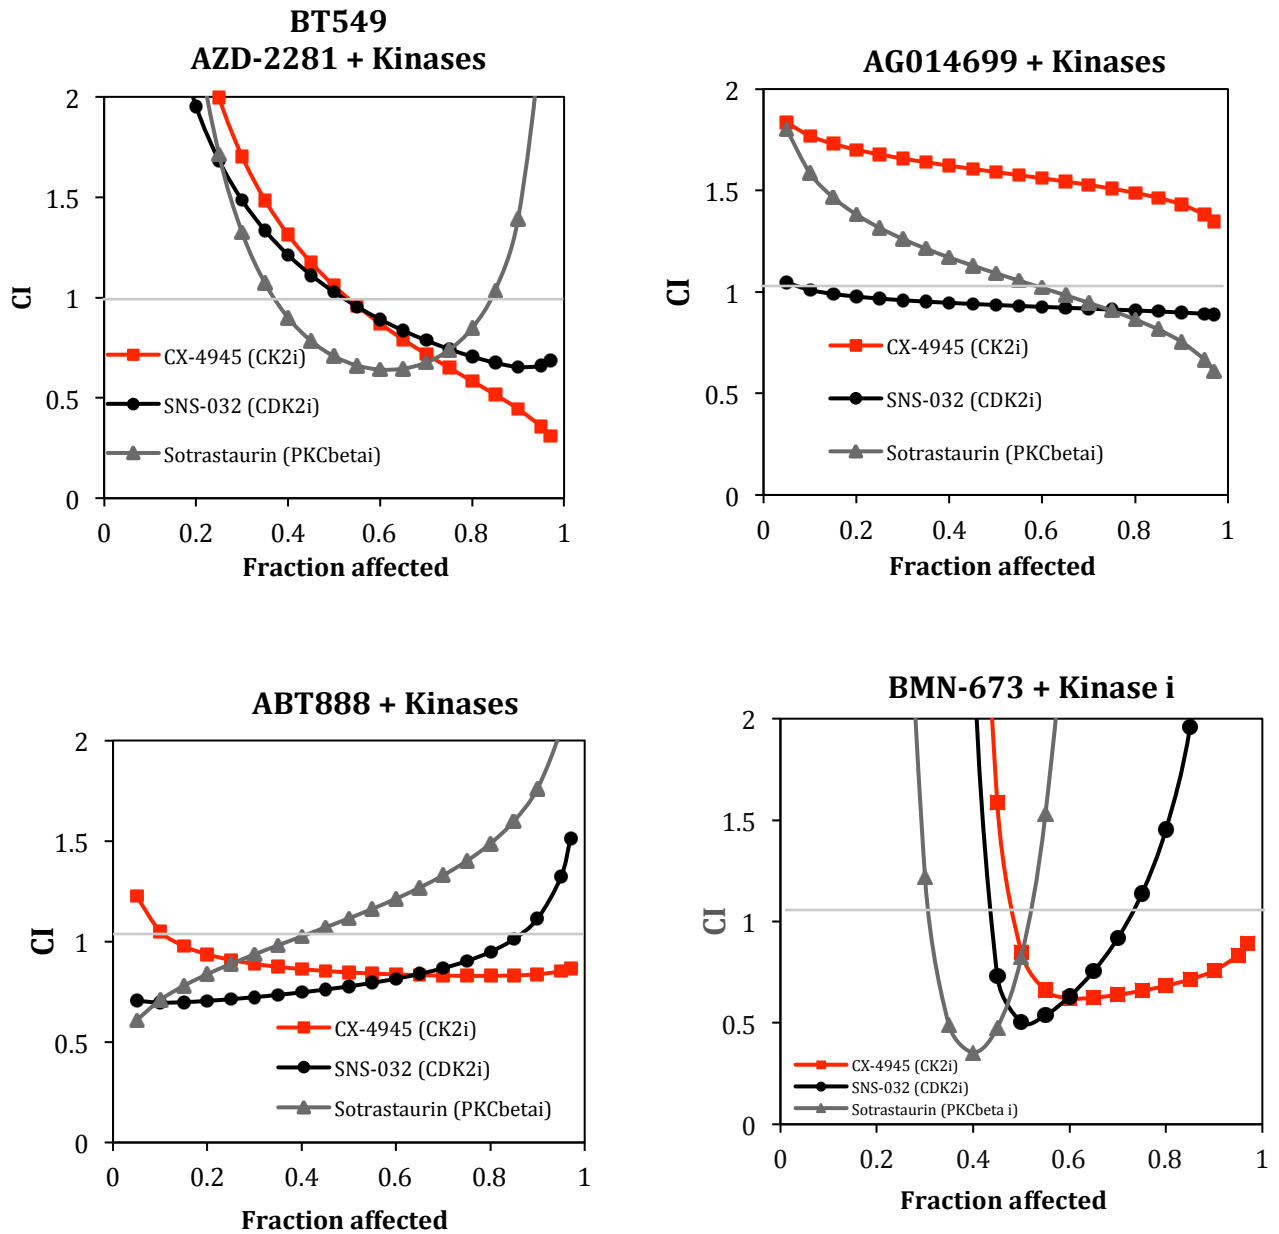 BT549
AZD-2281 + Kinases
2
1.5
1
0.5
0
CI
CX-4945 (CK2i)
SNS-032 (CDK2i)
Sotrastaurin (PKCbetai)
0 0.2 0.4 0.6 0.8 1
Fraction affected
AG014699 + Kinases
2
1.5
1
0.5
0
CI
CX-4945 (CK2i)
SNS-032 (CDK2i)
Sotrastaurin (PKCbetai)
0 0.2 0.4 0.6 0.8 1
Fraction affected
ABT888 + Kinases
2
1.5
1
0.5
0
CI
CX-4945 (CK2i)
SNS-032 (CDK2i)
Sotrastaurin (PKCbetai)
0 0.2 0.4 0.6 0.8 1
Fraction affected
BMN-673 + Kinase i
2
1.5
1
0.5
0
CI
CX-4945 (CK2i)
SNS-032 (CDK2i)
Sotrastaurin (PKCbeta i)
0 0.2 0.4 0.6 0.8 1
Fraction affected